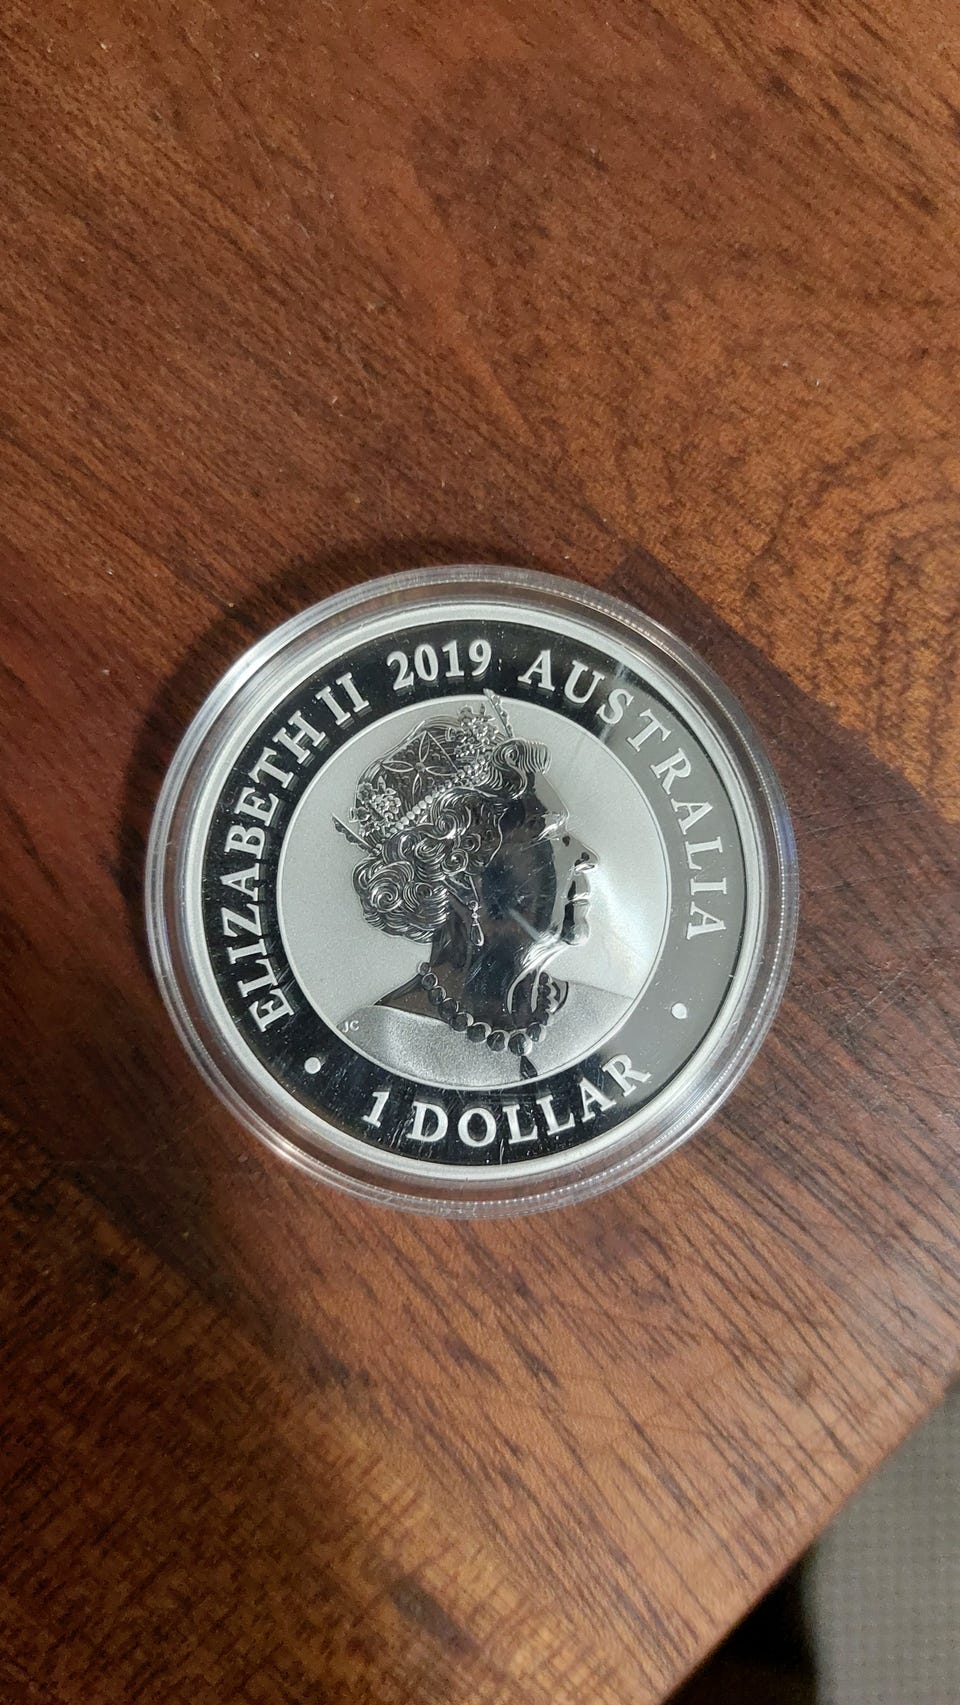 ELIZABETH II 2019 AUSTRALIA
JC
1 DOLLAR